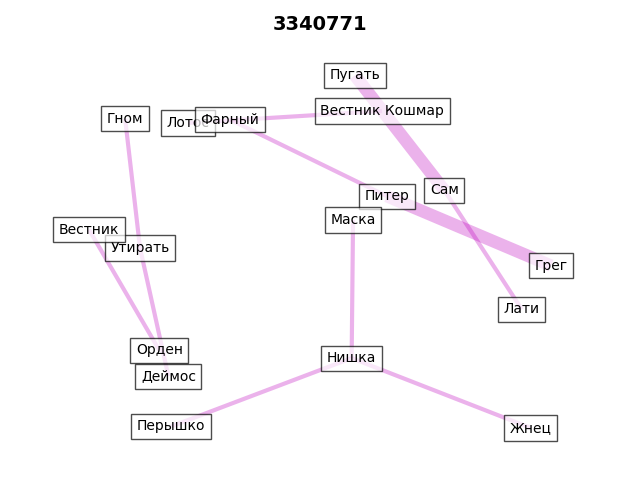 3340771
Пугать
Вестник Кошмар
Гном
Лотос
Фарный
Сам
Питер
Маска
Вестник
Утирать
Грег
Лати
Орден
Нишка
Деймос
Перышко
Жнец